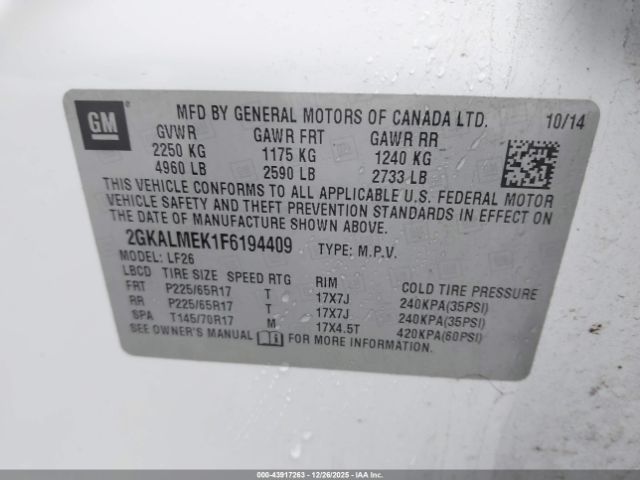 GM ®
MFD BY GENERAL MOTORS OF CANADA LTD. 10/14
GVWR GAWR FRT GAWR RR
2250 KG 1175 KG 1240 KG
4960 LB 2590 LB 2733 LB
THIS VEHICLE CONFORMS TO ALL APPLICABLE U.S. FEDERAL MOTOR
VEHICLE SAFETY AND THEFT PREVENTION STANDARDS IN EFFECT ON
THE DATE OF MANUFACTURE SHOWN ABOVE.
2GKALMEK1F6194409 TYPE: M.P.V.
MODEL: LF26
LBCD TIRE SIZE SPEED RTG RIM COLD TIRE PRESSURE
FRT P225/65R17 T 17X7J 240KPA(35PSI)
RR P225/65R17 T 17X7J 240KPA(35PSI)
SPA T145/70R17 M 17X4.5T 420KPA(60PSI)
SEE OWNER'S MANUAL FOR MORE INFORMATION.
000-43917263 - 12/26/2025 - IAA Inc.